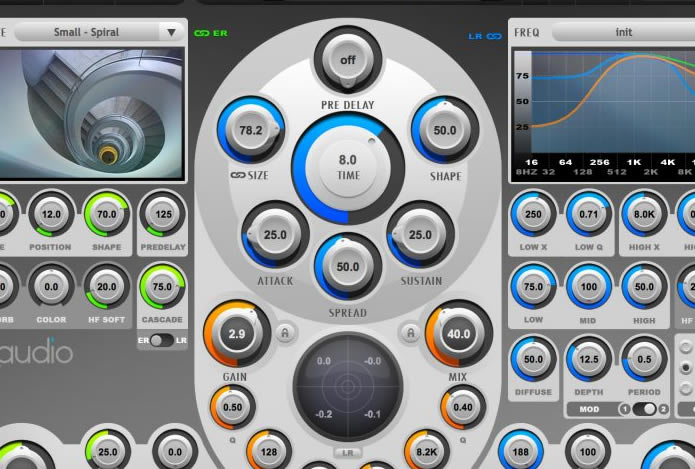 Small - Spiral
ER
LR
FREQ
init
off
PRE DELAY
78.2
SIZE
8.0
TIME
50.0
SHAPE
25.0
ATTACK
50.0
SPREAD
25.0
SUSTAIN
75
50
25
16 64 256 1K 4K
8HZ 32 128 512 2K 8K
12.0
70.0
125
POSITION
SHAPE
PREDELAY
250
0.71
8.0K
LOW X
LOW Q
HIGH X
0.0
20.0
75.0
COLOR
HF SOFT
CASCADE
ER LR
75.0
100
50.0
LOW
MID
HIGH
HF
audio
2.9
GAIN
A
A
40.0
MIX
0.0
-0.0
-0.2
-0.1
LR
0.50
Q
0.40
Q
50.0
12.5
0.5
DIFFUSE
DEPTH
PERIOD
MOD 1 2
25.0
0.0
128
8.2K
188
100